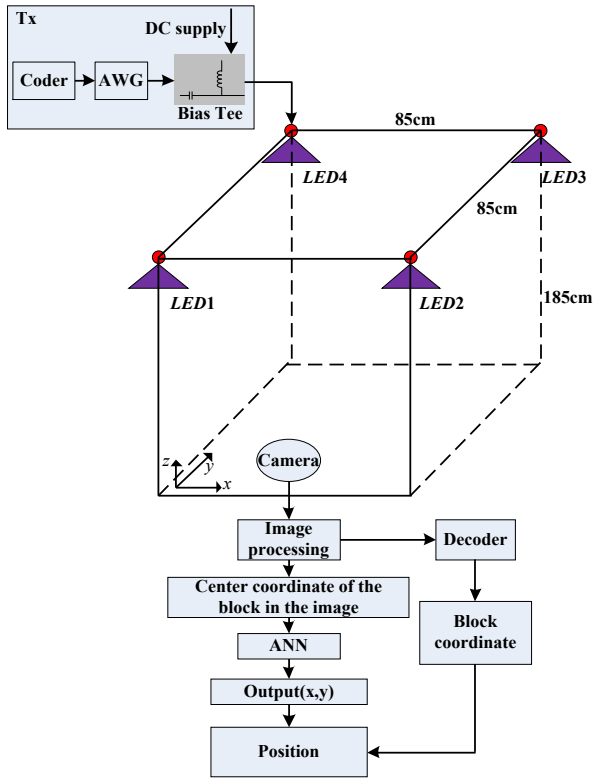 Tx
DC supply
Coder
AWG
Bias Tee
85cm
LED4
LED3
85cm
LED1
LED2
185cm
z
y
x
Camera
Image
processing
Decoder
Center coordinate of the
block in the image
Block
coordinate
ANN
Output(x,y)
Position